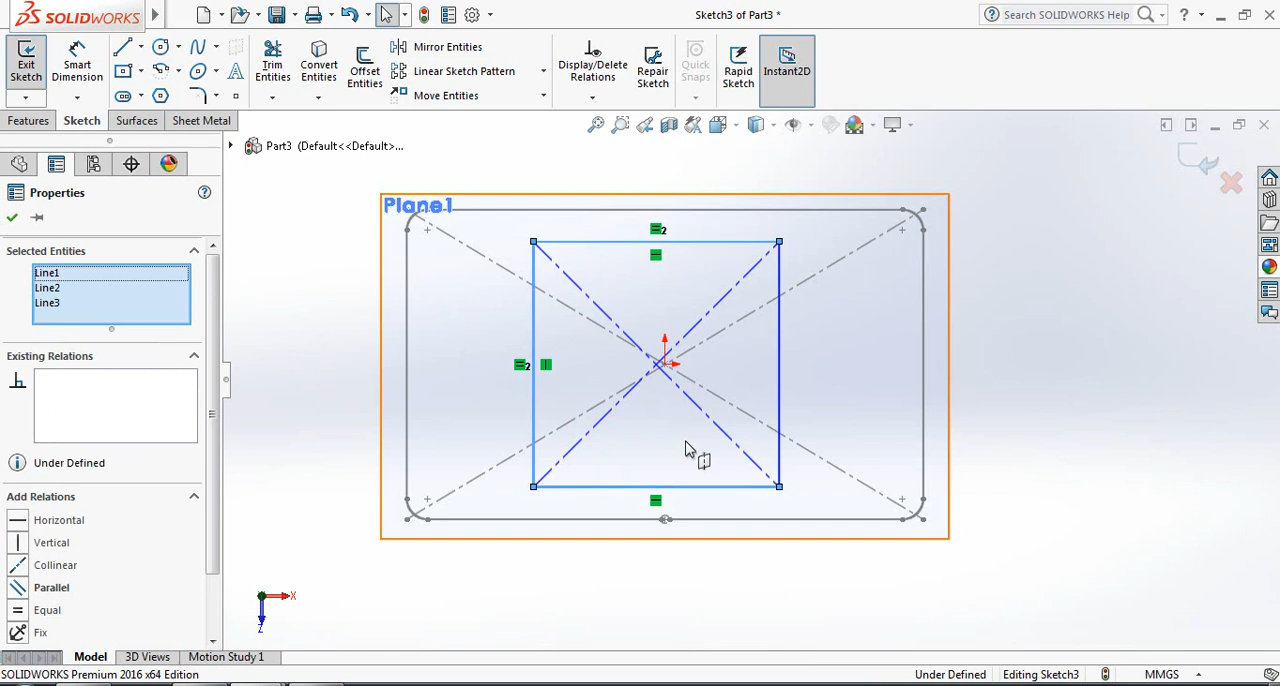 SOLIDWORKS
Sketch3 of Part3 *
Search SOLIDWORKS Help
Exit Sketch
Smart Dimension
Trim Entities
Convert Entities
Offset Entities
Mirror Entities
Linear Sketch Pattern
Move Entities
Display/Delete Relations
Repair Sketch
Quick Snaps
Rapid Sketch
Instant2D
Features
Sketch
Surfaces
Sheet Metal
Part3 (Default<<Default>...
Properties
Selected Entities
Line1
Line2
Line3
Existing Relations
Under Defined
Add Relations
Horizontal
Vertical
Collinear
Parallel
Equal
Fix
Plane1
2
2
X
Z
Model
3D Views
Motion Study 1
SOLIDWORKS Premium 2016 x64 Edition
Under Defined
Editing Sketch3
MMGS